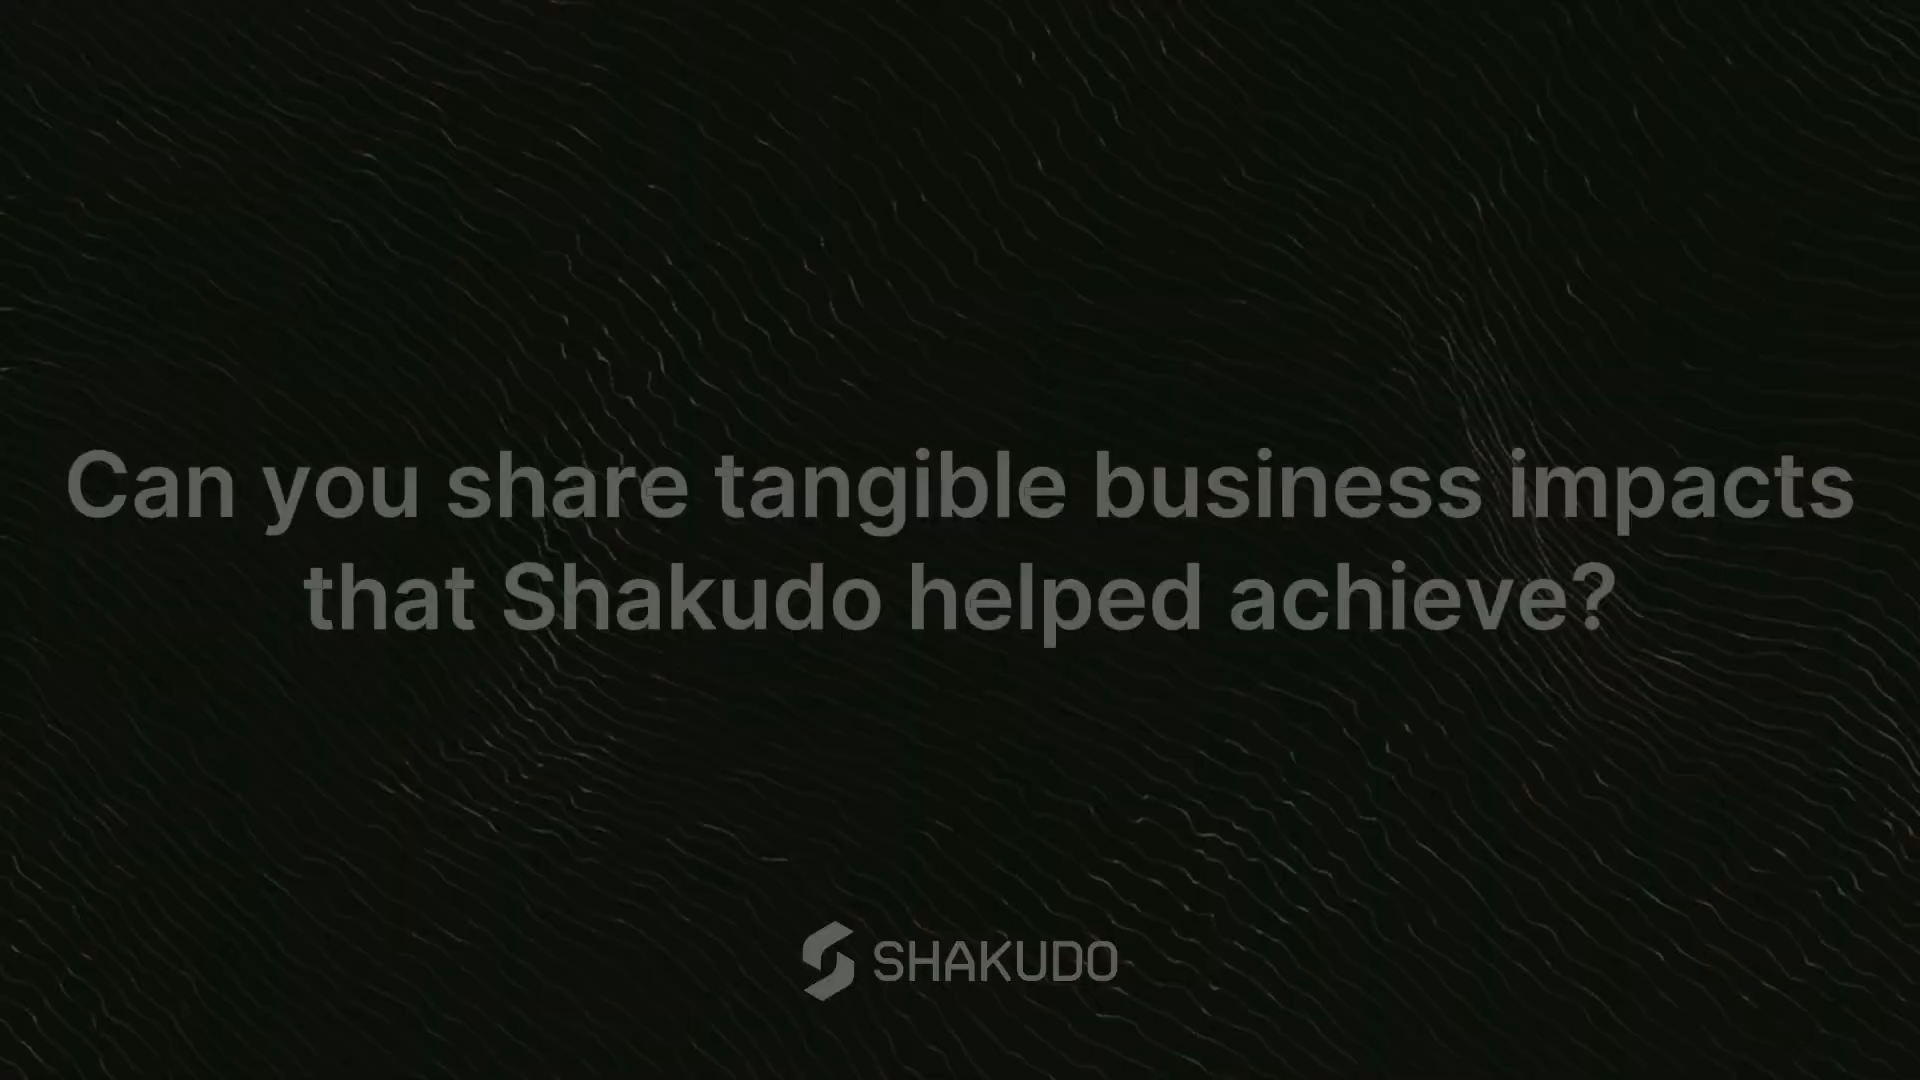 Can you share tangible business impacts
that Shakudo helped achieve?
SHAKUDO